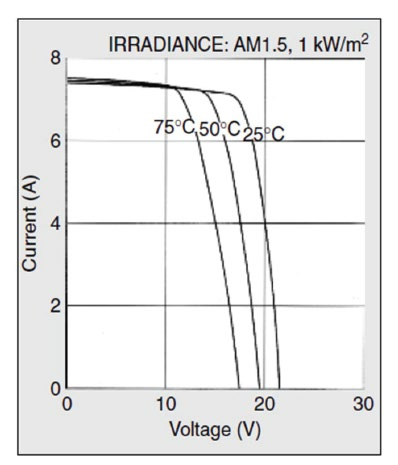 IRRADIANCE: AM1.5, 1 kW/m²
8
6
4
2
0
75°C 50°C 25°C
Current (A)
0 10 20 30
Voltage (V)